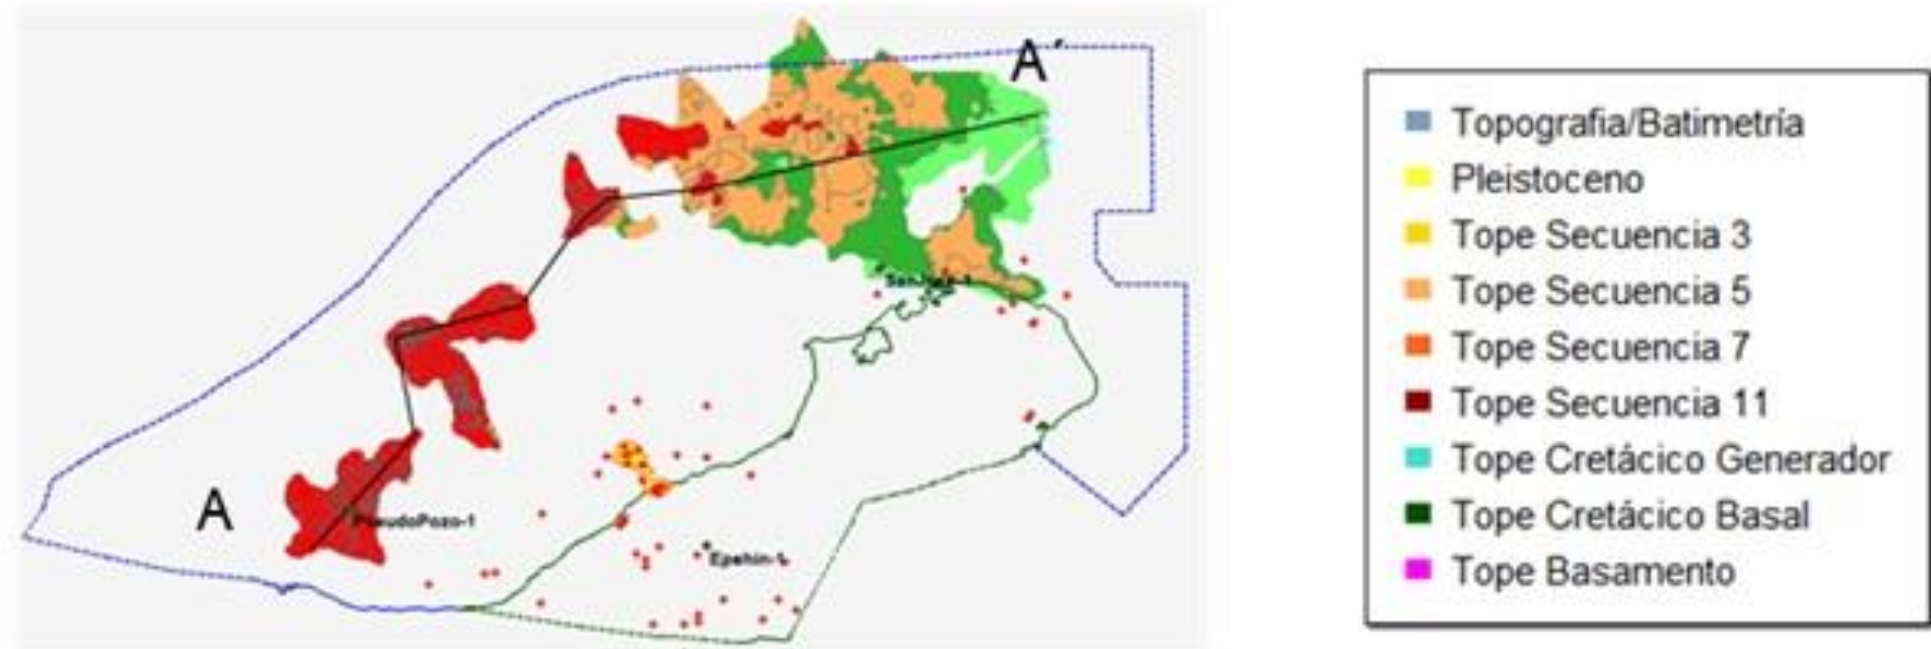 A´
A
PseudoPozo-1
Epehin-1
Topografia/Batimetría
Pleistoceno
Tope Secuencia 3
Tope Secuencia 5
Tope Secuencia 7
Tope Secuencia 11
Tope Cretácico Generador
Tope Cretácico Basal
Tope Basamento